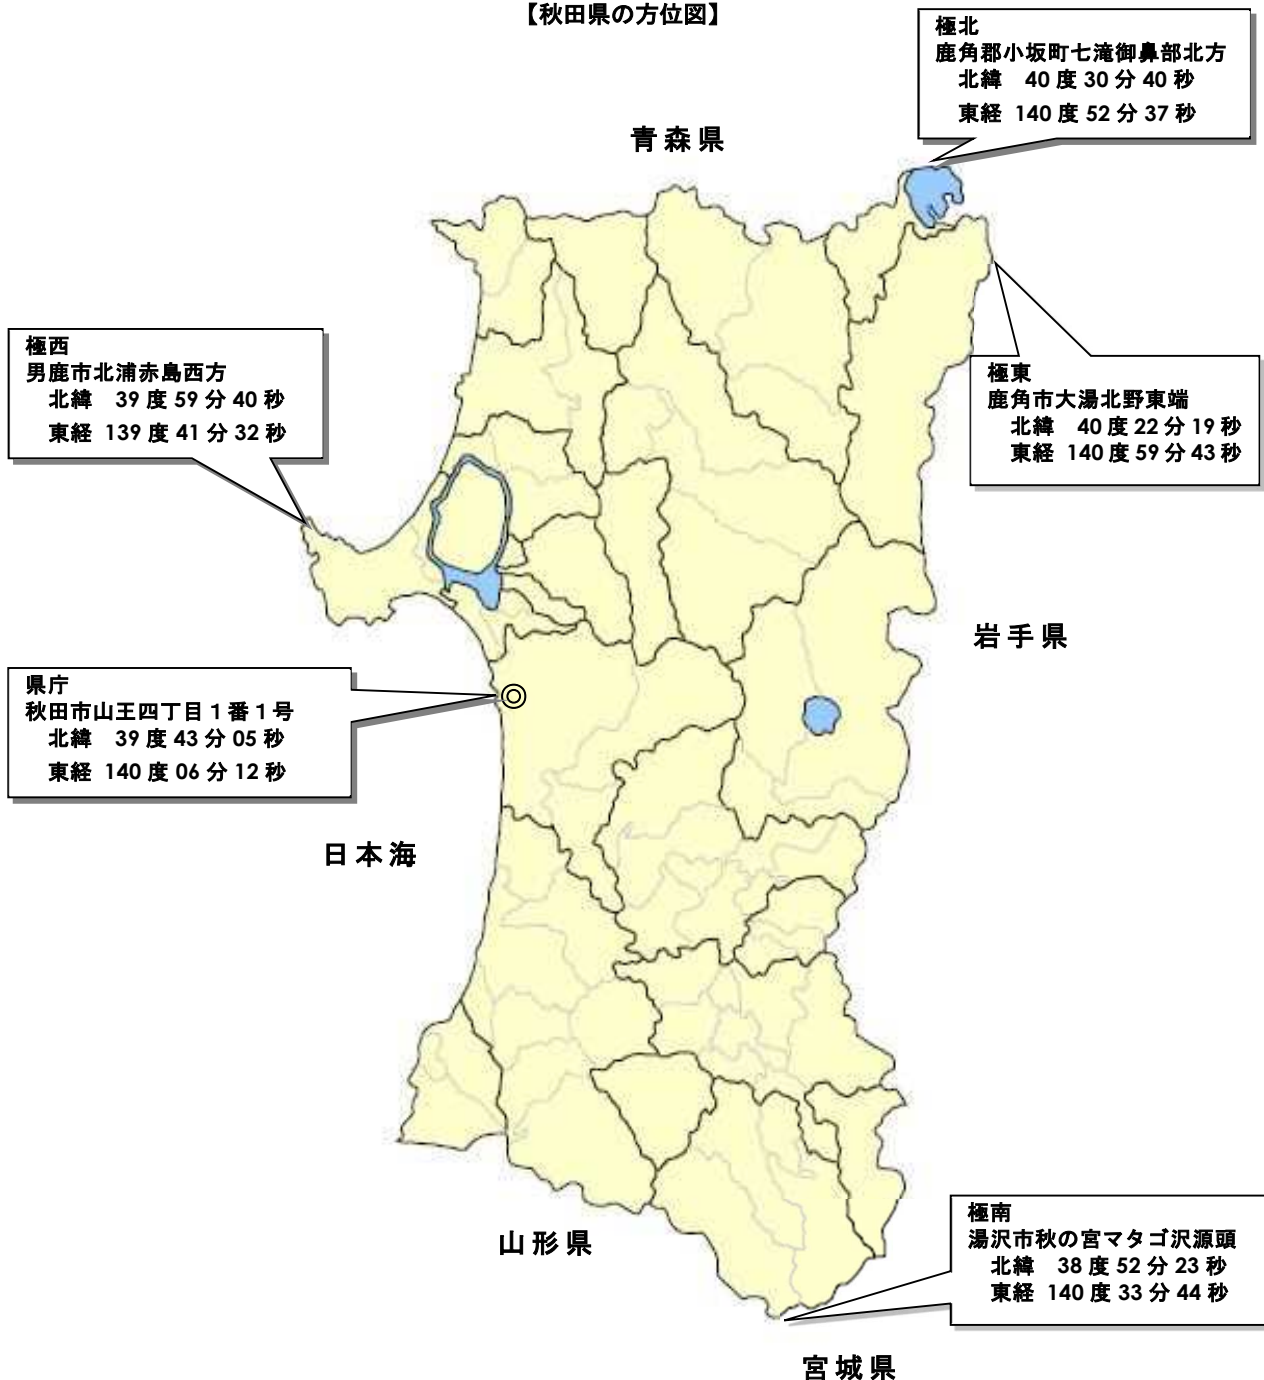 【秋田県の方位図】
極北
鹿角郡小坂町七滝御鼻部北方
北緯 40 度 30 分 40 秒
東経 140 度 52 分 37 秒
青森県
極西
男鹿市北浦赤島西方
北緯 39 度 59 分 40 秒
東経 139 度 41 分 32 秒
極東
鹿角市大湯北野東端
北緯 40 度 22 分 19 秒
東経 140 度 59 分 43 秒
岩手県
県庁
秋田市山王四丁目1番1号
北緯 39 度 43 分 05 秒
東経 140 度 06 分 12 秒
日本海
極南
湯沢市秋の宮マタゴ沢源頭
北緯 38 度 52 分 23 秒
東経 140 度 33 分 44 秒
山形県
宮城県